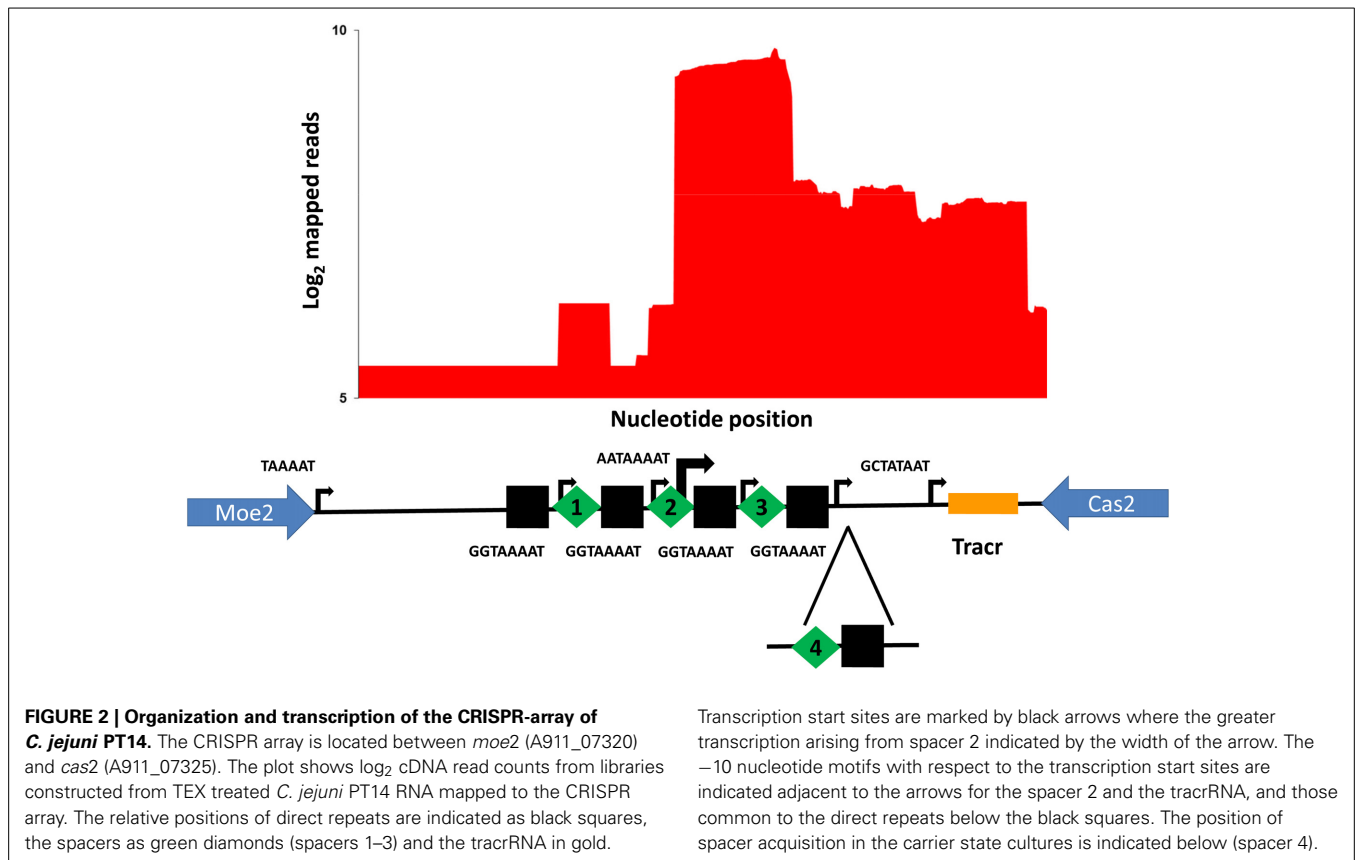 10
Log₂ mapped reads
5
Nucleotide position
TAAAAT
AATAAAAT
GCTATAAT
Moe2
1
2
3
Cas2
GGTAAAAT
GGTAAAAT
GGTAAAAT
GGTAAAAT
Tracr
4
FIGURE 2 | Organization and transcription of the CRISPR-array of
C. jejuni PT14. The CRISPR array is located between moe2 (A911_07320)
and cas2 (A911_07325). The plot shows log₂ cDNA read counts from libraries
constructed from TEX treated C. jejuni PT14 RNA mapped to the CRISPR
array. The relative positions of direct repeats are indicated as black squares,
the spacers as green diamonds (spacers 1–3) and the tracrRNA in gold.
Transcription start sites are marked by black arrows where the greater
transcription arising from spacer 2 indicated by the width of the arrow. The
−10 nucleotide motifs with respect to the transcription start sites are
indicated adjacent to the arrows for the spacer 2 and the tracrRNA, and those
common to the direct repeats below the black squares. The position of
spacer acquisition in the carrier state cultures is indicated below (spacer 4).